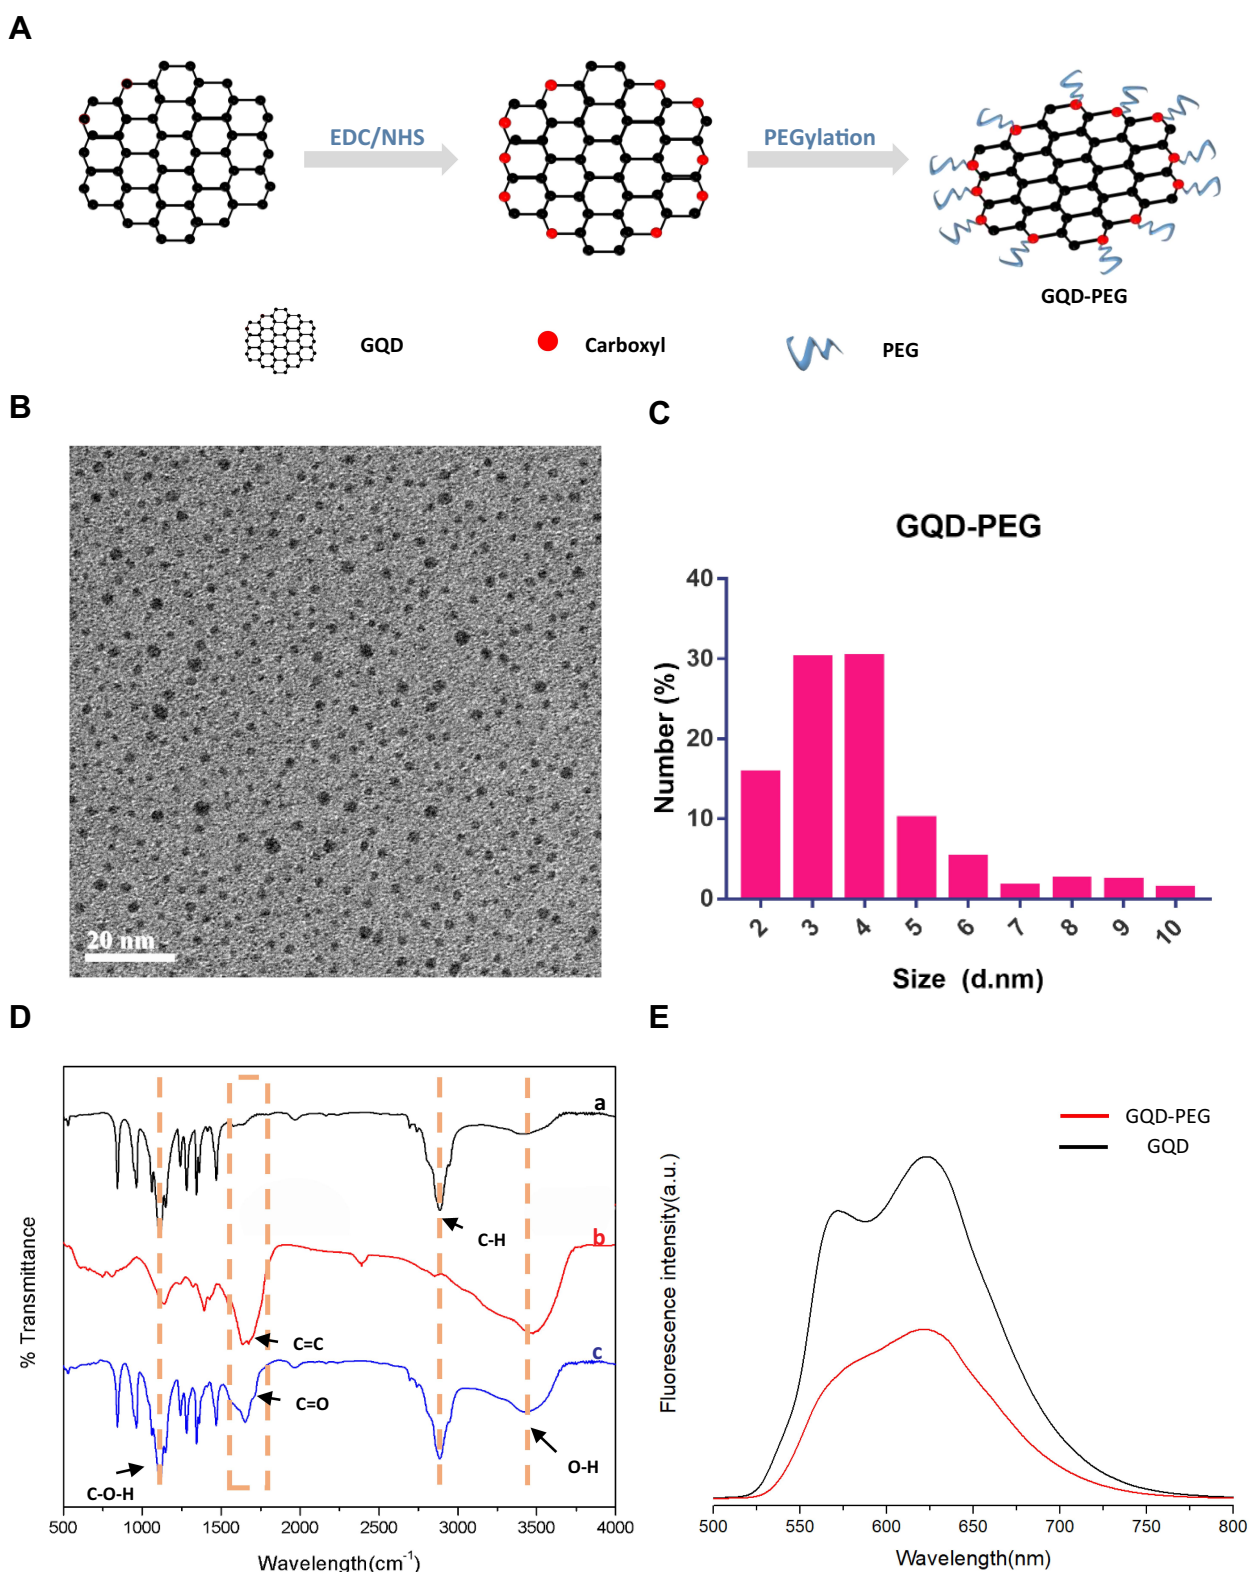 A
EDC/NHS
PEGylation
GQD-PEG
GQD
Carboxyl
PEG
B
20 nm
C
GQD-PEG
40
30
20
10
0
Number (%)
2 3 4 5 6 7 8 9 10
Size (d.nm)
D
a
C-H
b
C=C
c
C=O
O-H
C-O-H
% Transmittance
500 1000 1500 2000 2500 3000 3500 4000
Wavelength(cm⁻¹)
E
GQD-PEG
GQD
Fluorescence intensity(a.u.)
500 550 600 650 700 750 800
Wavelength(nm)